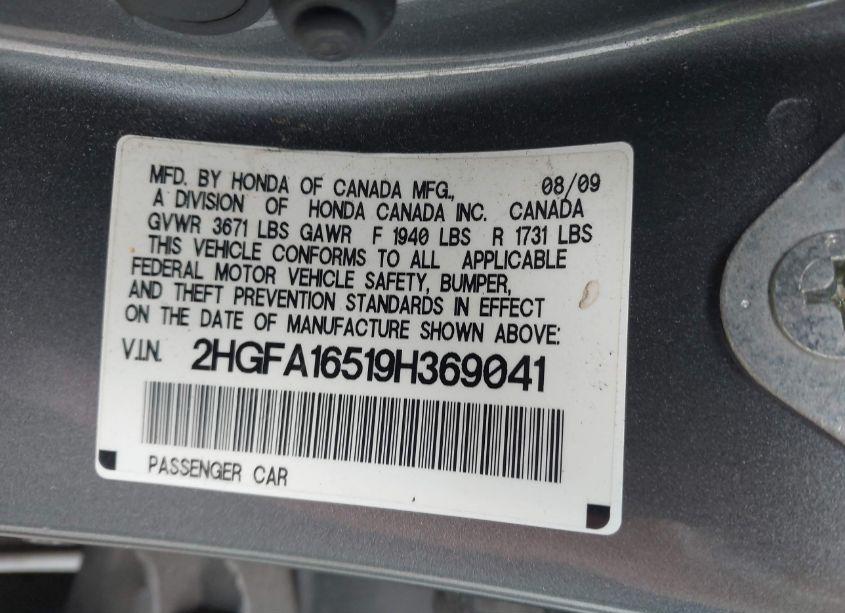 MFD. BY HONDA OF CANADA MFG., 08/09
A DIVISION OF HONDA CANADA INC. CANADA
GVWR 3671 LBS GAWR F 1940 LBS R 1731 LBS
THIS VEHICLE CONFORMS TO ALL APPLICABLE
FEDERAL MOTOR VEHICLE SAFETY, BUMPER,
AND THEFT PREVENTION STANDARDS IN EFFECT
ON THE DATE OF MANUFACTURE SHOWN ABOVE:
V.I.N. 2HGFA16519H369041
PASSENGER CAR